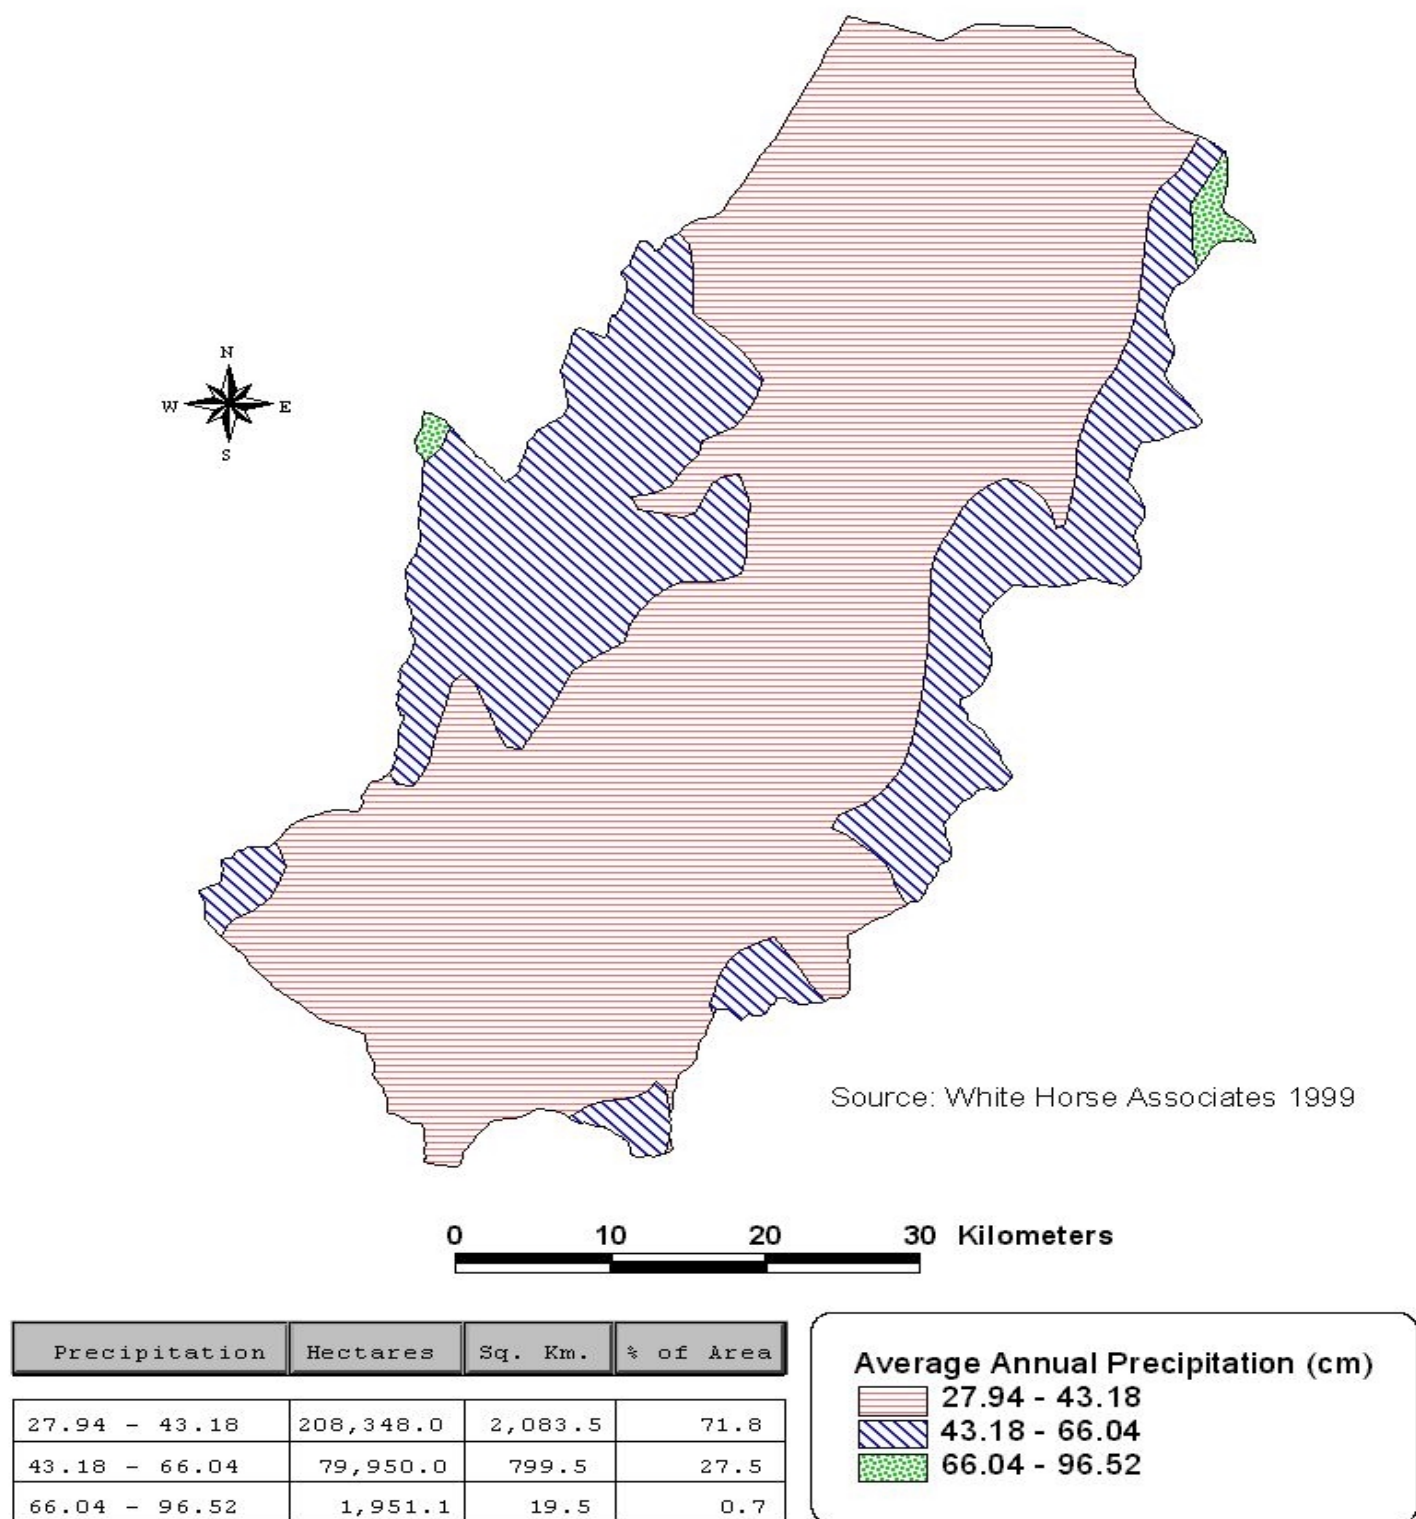 N
W E
S
Source: White Horse Associates 1999
0 10 20 30 Kilometers
Precipitation Hectares Sq. Km. % of Area
27.94 - 43.18 208,348.0 2,083.5 71.8
43.18 - 66.04 79,950.0 799.5 27.5
66.04 - 96.52 1,951.1 19.5 0.7
Average Annual Precipitation (cm)
27.94 - 43.18
43.18 - 66.04
66.04 - 96.52